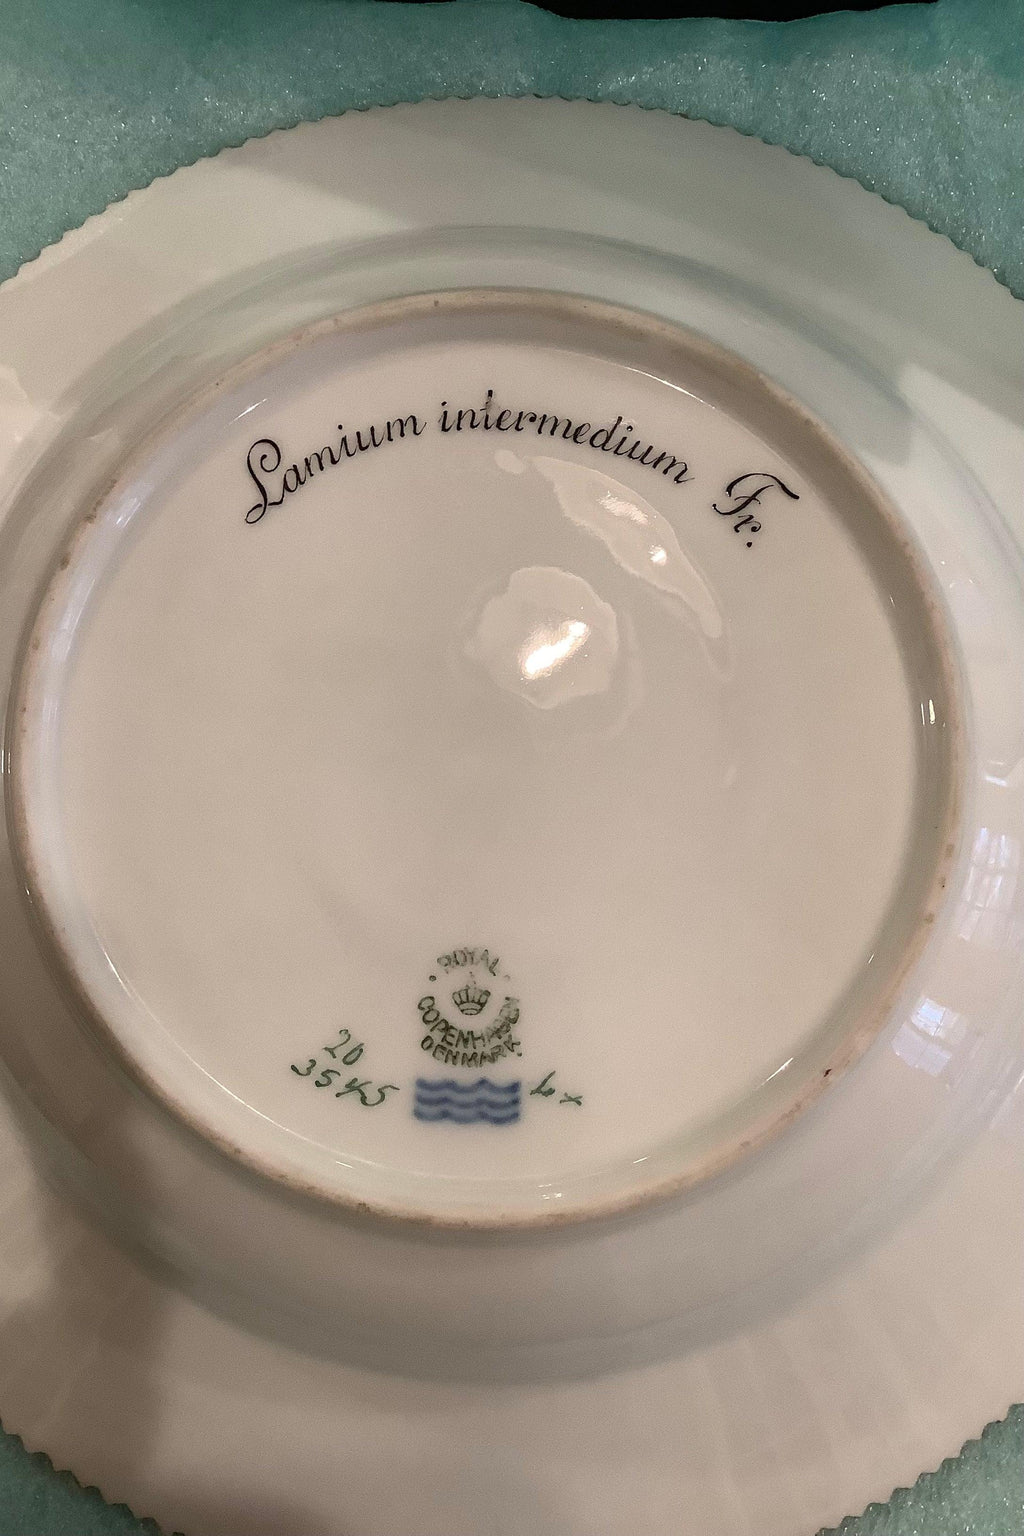 Lamium intermedium Fr.
ROYAL
COPENHAGEN
DENMARK
20
3545